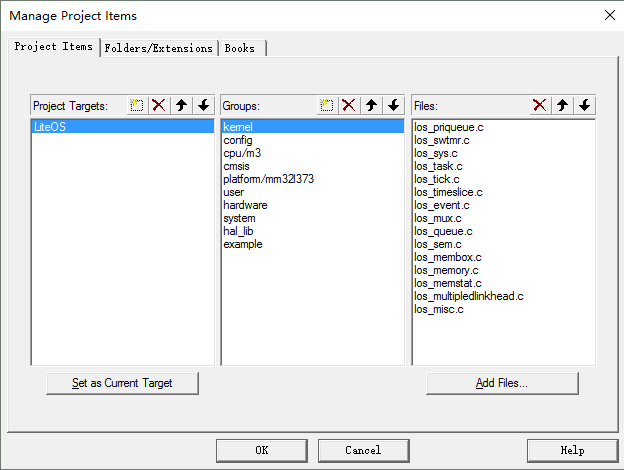 Manage Project Items
Project Items Folders/Extensions Books
Project Targets:
LiteOS
Set as Current Target
Groups:
kernel
config
cpu/m3
cmsis
platform/mm32l373
user
hardware
system
hal_lib
example
Files:
los_priqueue.c
los_swtmr.c
los_sys.c
los_task.c
los_tick.c
los_timeslice.c
los_event.c
los_mux.c
los_queue.c
los_sem.c
los_membox.c
los_memory.c
los_memstat.c
los_multipledlinkhead.c
los_misc.c
Add Files...
OK Cancel Help